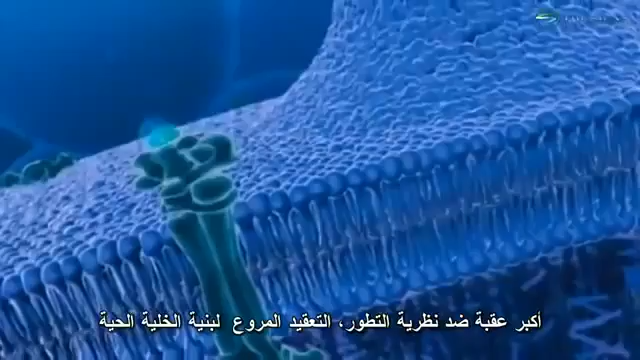 أكبر عقبة ضد نظرية التطور، التعقيد المروع لبنية الخلية الحية